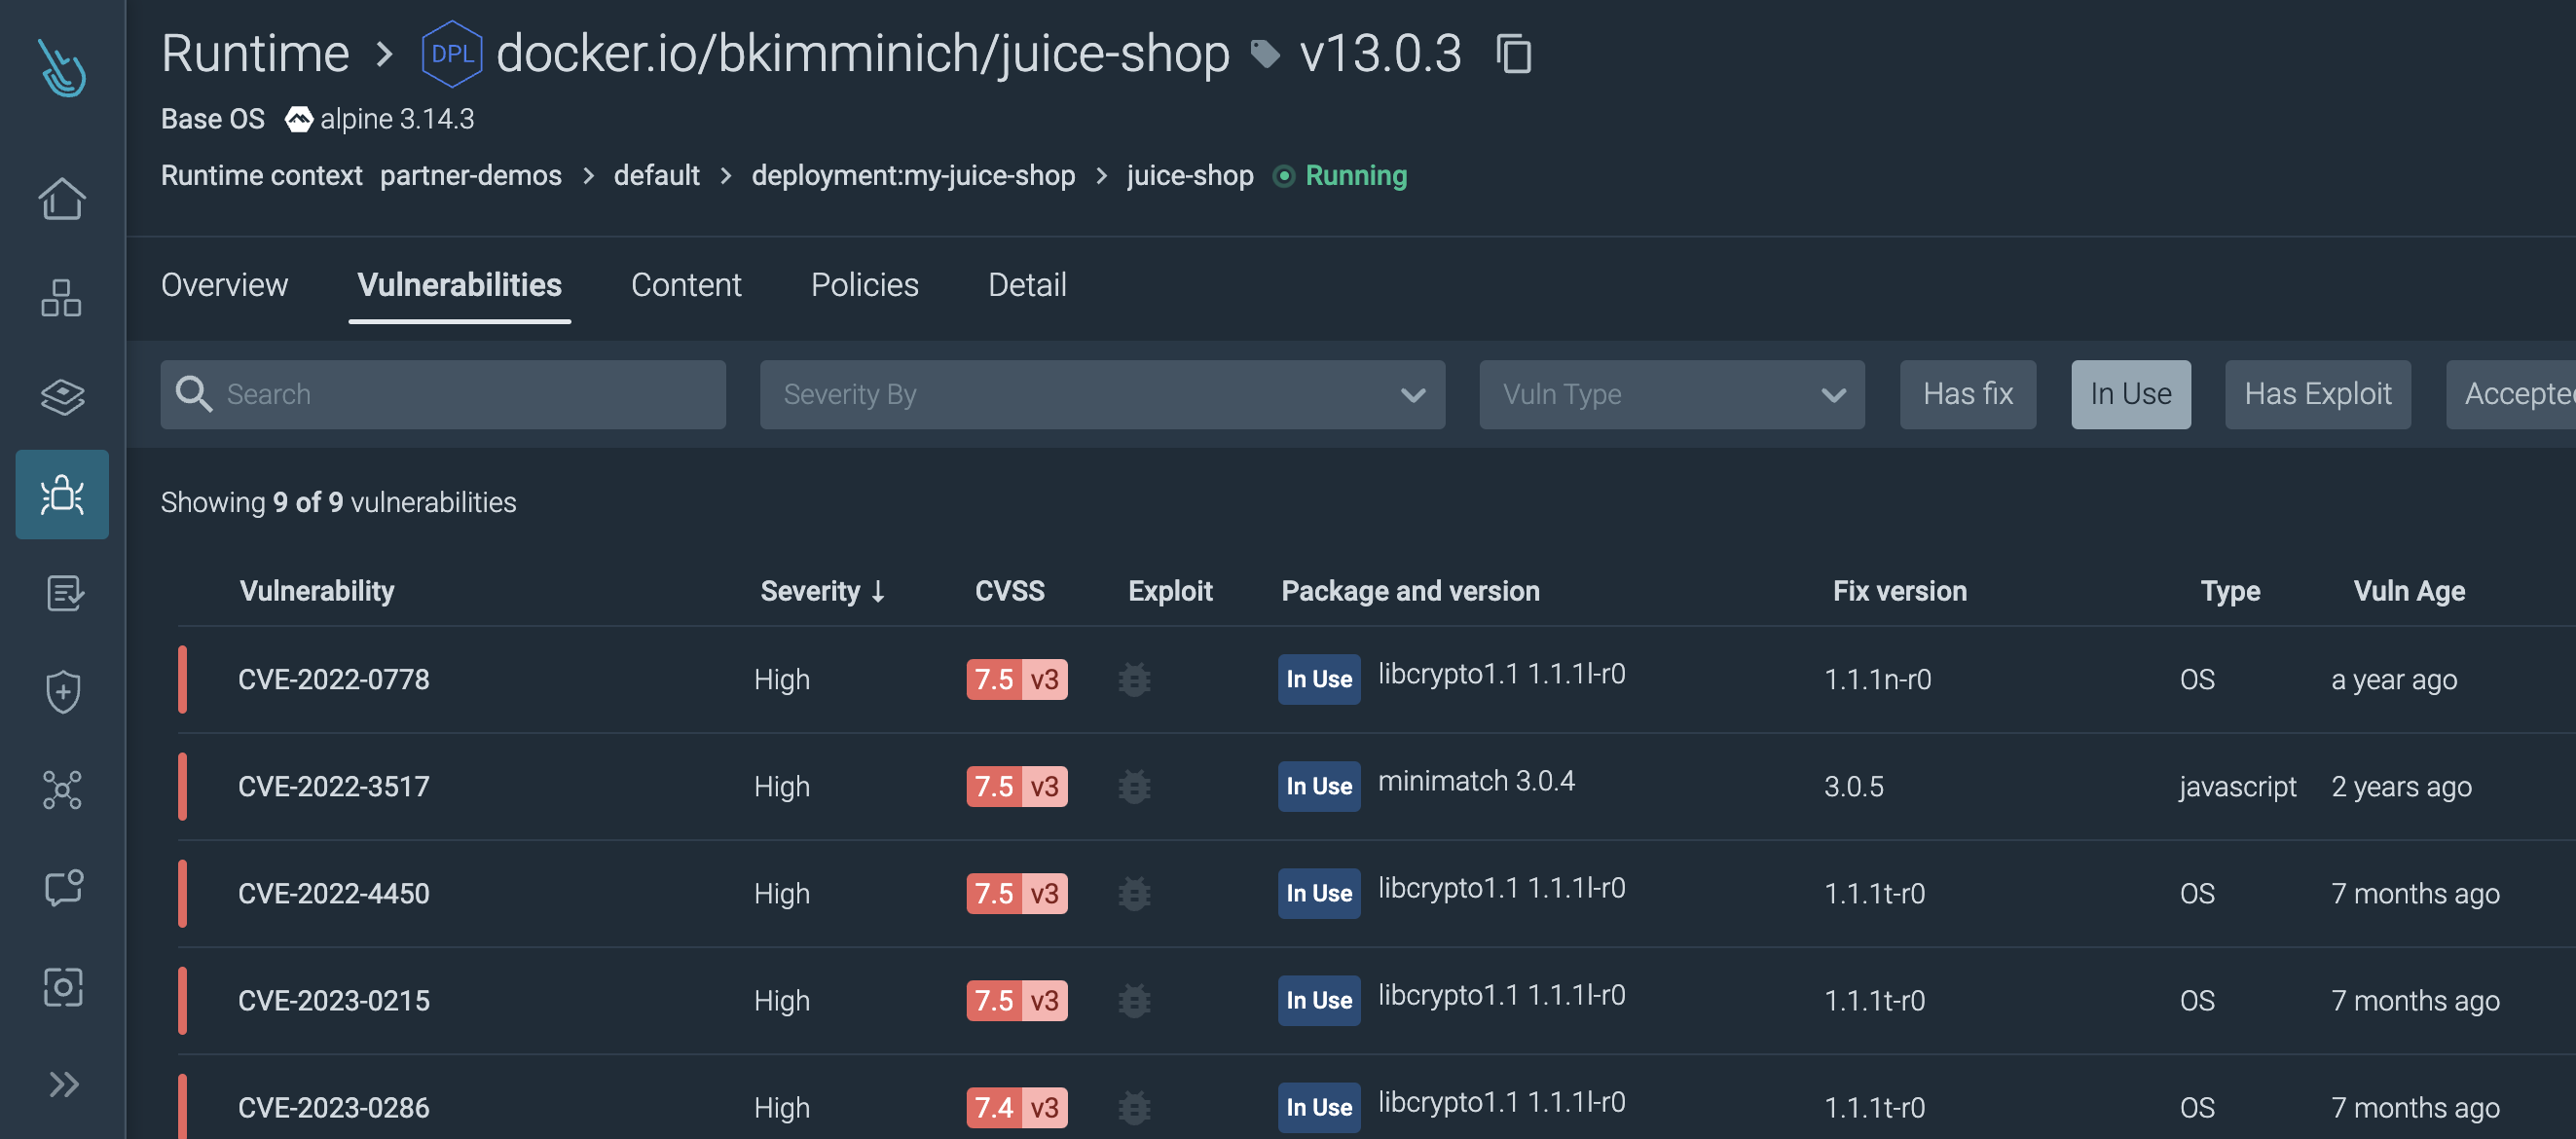 Runtime > DPL docker.io/bkimminich/juice-shop v13.0.3
Base OS alpine 3.14.3
Runtime context partner-demos > default > deployment:my-juice-shop > juice-shop Running
Overview Vulnerabilities Content Policies Detail
Search Severity By Vuln Type Has fix In Use Has Exploit Accepted
Showing 9 of 9 vulnerabilities
Vulnerability Severity ↓ CVSS Exploit Package and version Fix version Type Vuln Age
CVE-2022-0778 High 7.5 v3 In Use libcrypto1.1 1.1.1l-r0 1.1.1n-r0 OS a year ago
CVE-2022-3517 High 7.5 v3 In Use minimatch 3.0.4 3.0.5 javascript 2 years ago
CVE-2022-4450 High 7.5 v3 In Use libcrypto1.1 1.1.1l-r0 1.1.1t-r0 OS 7 months ago
CVE-2023-0215 High 7.5 v3 In Use libcrypto1.1 1.1.1l-r0 1.1.1t-r0 OS 7 months ago
CVE-2023-0286 High 7.4 v3 In Use libcrypto1.1 1.1.1l-r0 1.1.1t-r0 OS 7 months ago